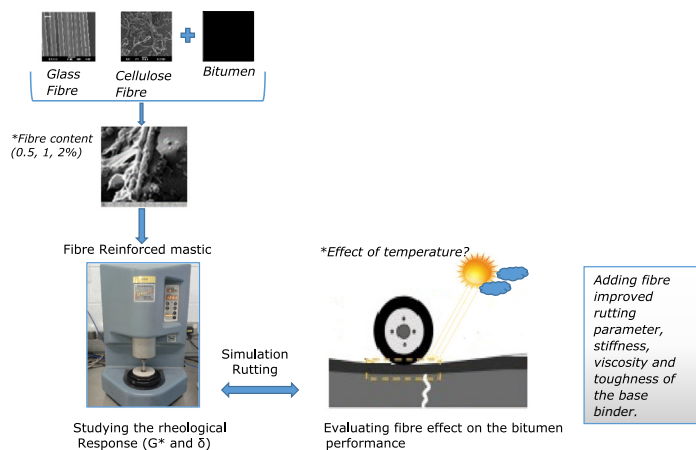 Glass
Fibre
Cellulose
Fibre
Bitumen
*Fibre content
(0.5, 1, 2%)
Fibre Reinforced mastic
*Effect of temperature?
Simulation
Rutting
Studying the rheological
Response (G* and δ)
Evaluating fibre effect on the bitumen
performance
Adding fibre
improved
rutting
parameter,
stiffness,
viscosity and
toughness of
the base
binder.